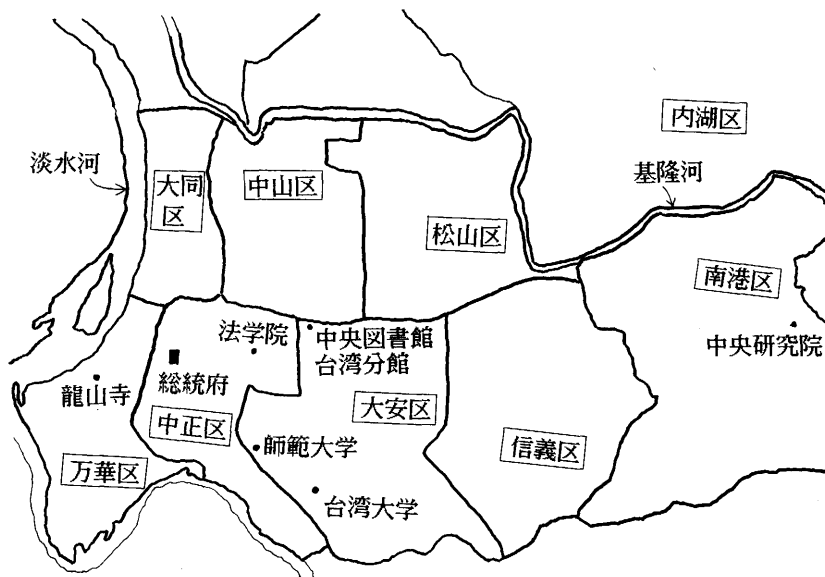 内湖区
淡水河
基隆河
大同
区
中山区
松山区
南港区
法学院
中央図書館
台湾分館
中央研究院
総統府
龍山寺
大安区
中正区
師範大学
信義区
万華区
台湾大学